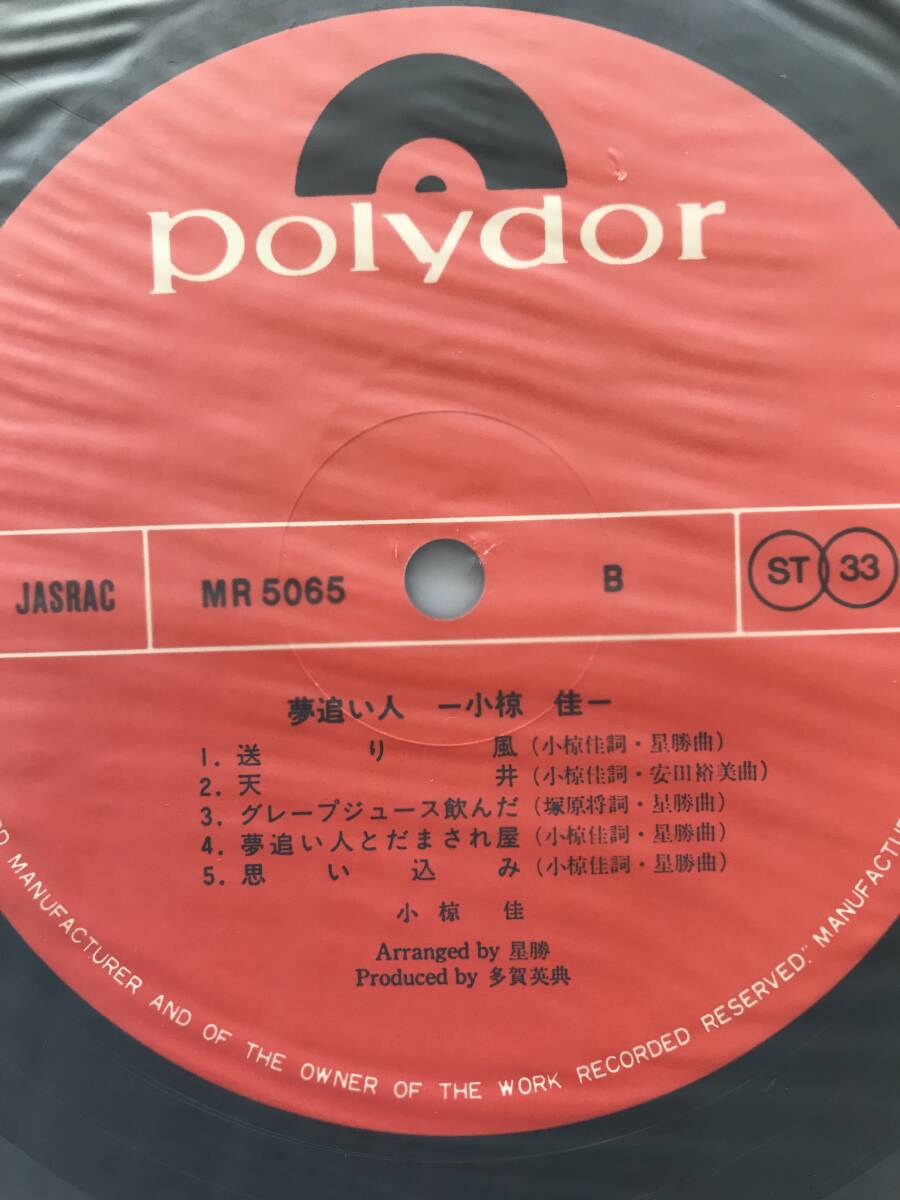 polydor
JASRAC MR 5065 B ST 33
夢追い人 ー小椋 佳ー
1. 送り風 (小椋佳詞・星勝曲)
2. 天井 (小椋佳詞・安田裕美曲)
3. グレープジュース飲んだ (塚原将詞・星勝曲)
4. 夢追い人とだまされ屋 (小椋佳詞・星勝曲)
5. 思い込み (小椋佳詞・星勝曲)
小椋 佳
Arranged by 星勝
Produced by 多賀英典
MANUFACTURER AND OF THE OWNER OF THE WORK RECORDED RESERVED." MANUFACTURE